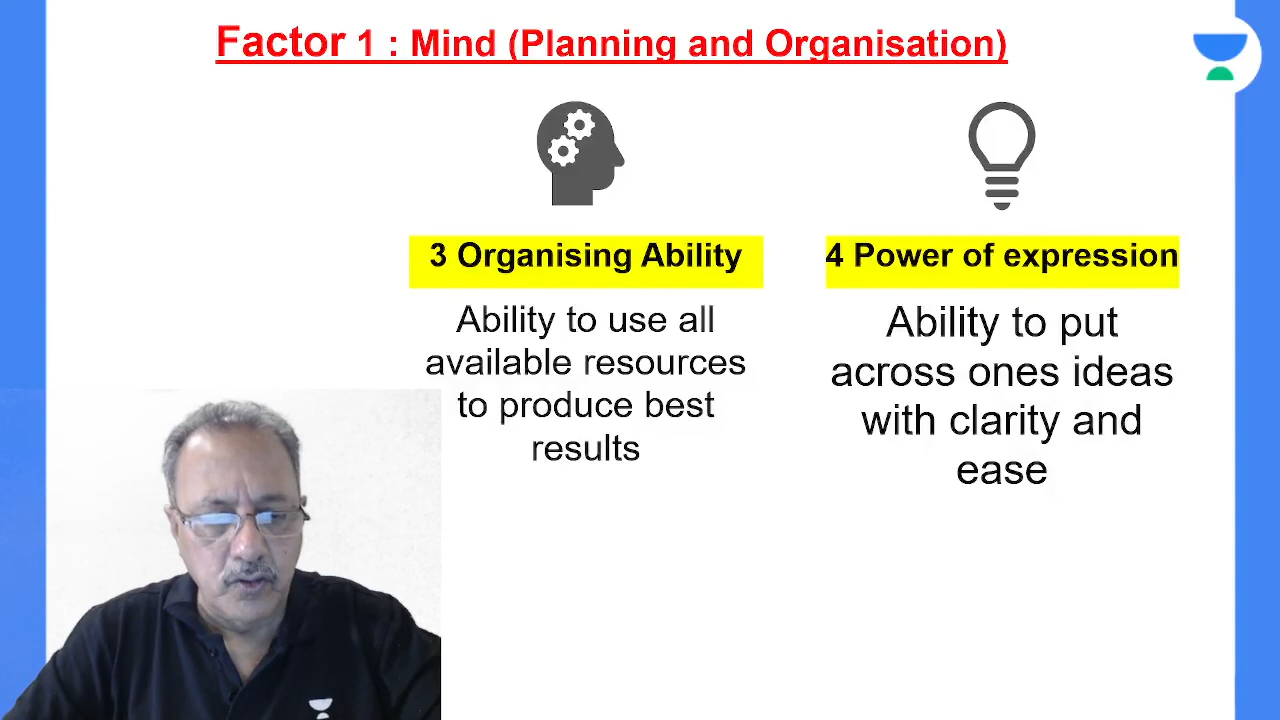 Factor 1 : Mind (Planning and Organisation)
3 Organising Ability
Ability to use all
available resources
to produce best
results
4 Power of expression
Ability to put
across ones ideas
with clarity and
ease